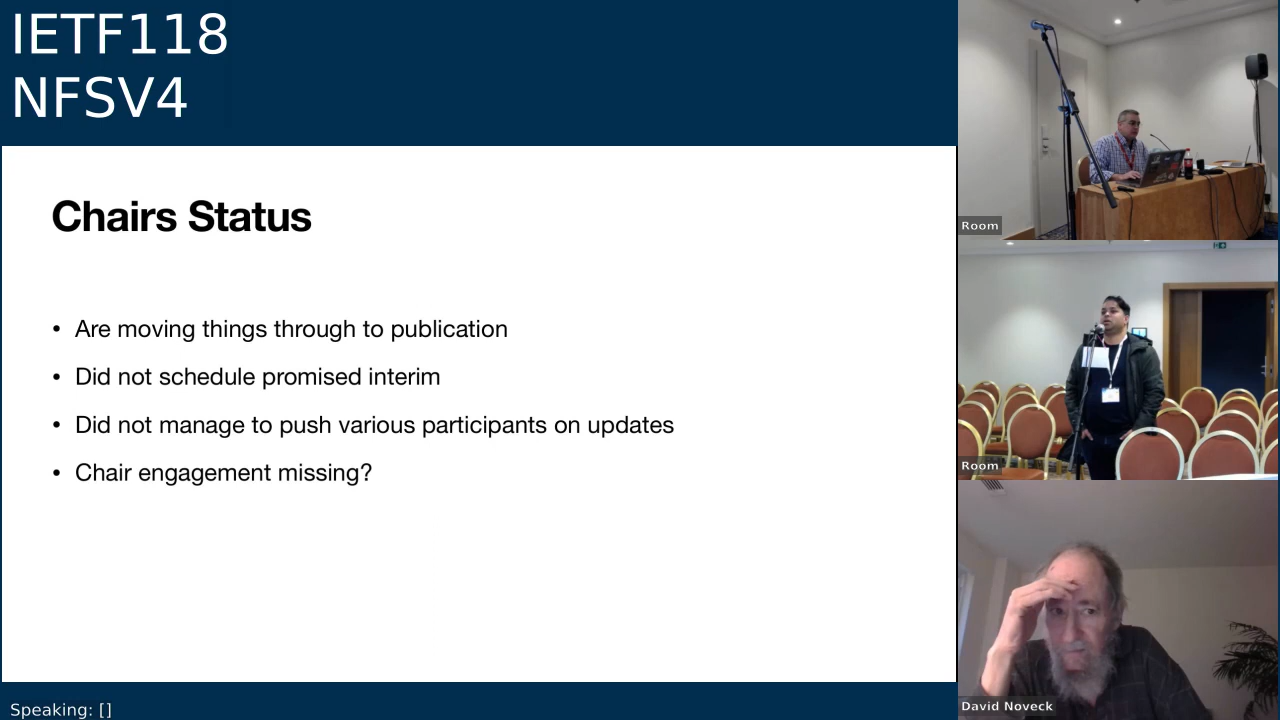 IETF118
NFSV4
Chairs Status
• Are moving things through to publication
• Did not schedule promised interim
• Did not manage to push various participants on updates
• Chair engagement missing?
Speaking: []
Room
Room
David Noveck